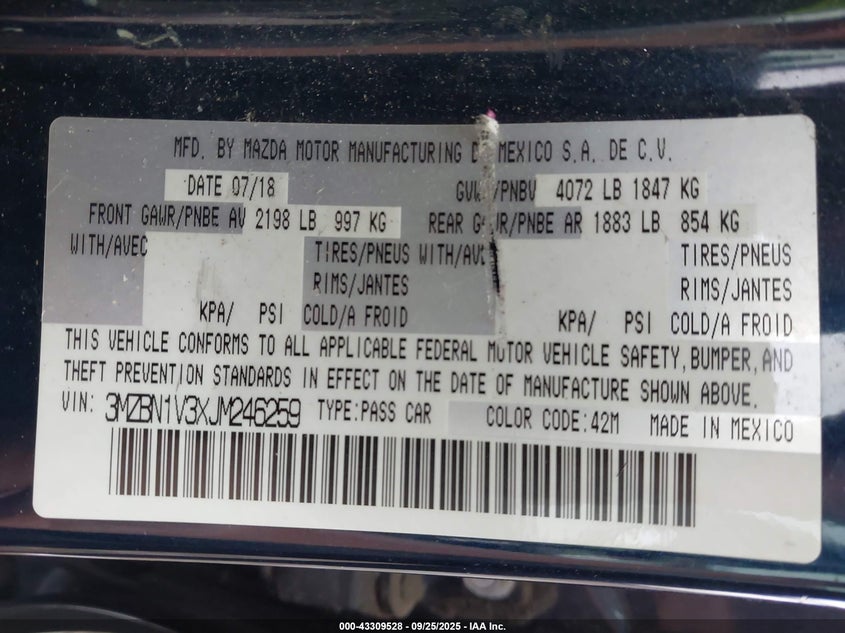 MFD. BY MAZDA MOTOR MANUFACTURING DE MEXICO S.A. DE C.V.
DATE 07/18 GVWR/PNBV 4072 LB 1847 KG
FRONT GAWR/PNBE AV 2198 LB 997 KG REAR GAWR/PNBE AR 1883 LB 854 KG
WITH/AVEC TIRES/PNEUS WITH/AVEC TIRES/PNEUS
RIMS/JANTES RIMS/JANTES
KPA/ PSI COLD/A FROID KPA/ PSI COLD/A FROID
THIS VEHICLE CONFORMS TO ALL APPLICABLE FEDERAL MOTOR VEHICLE SAFETY, BUMPER, AND
THEFT PREVENTION STANDARDS IN EFFECT ON THE DATE OF MANUFACTURE SHOWN ABOVE.
VIN: 3MZBN1V3XJM246259 TYPE:PASS CAR COLOR CODE:42M MADE IN MEXICO
000-43309528 - 09/25/2025 - IAA Inc.